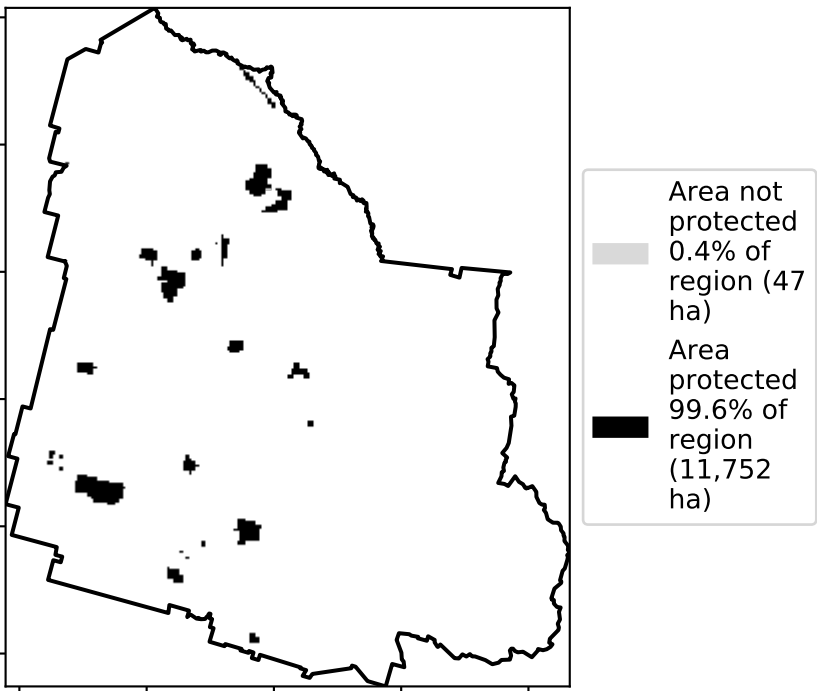 Area not
protected
0.4% of
region (47
ha)
Area
protected
99.6% of
region
(11,752
ha)